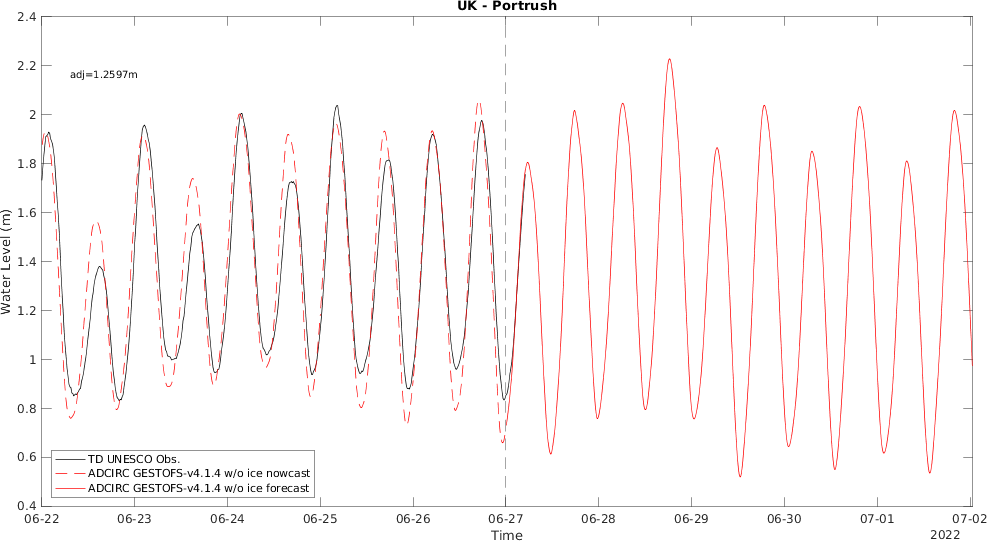 UK - Portrush
adj=1.2597m
2.4
2.2
2
1.8
1.6
1.4
1.2
1
0.8
0.6
0.4
Water Level (m)
TD UNESCO Obs.
ADCIRC GESTOFS-v4.1.4 w/o ice nowcast
ADCIRC GESTOFS-v4.1.4 w/o ice forecast
06-22 06-23 06-24 06-25 06-26 06-27 06-28 06-29 06-30 07-01 07-02
Time
2022